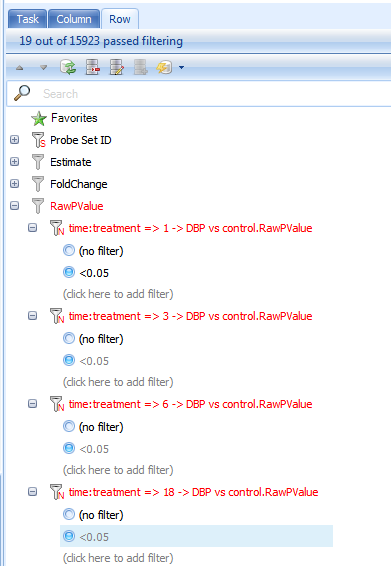 Task Column Row
19 out of 15923 passed filtering
Search
Favorites
S Probe Set ID
Estimate
FoldChange
RawPValue
N time:treatment => 1 -> DBP vs control.RawPValue
(no filter)
<0.05
(click here to add filter)
N time:treatment => 3 -> DBP vs control.RawPValue
(no filter)
<0.05
(click here to add filter)
N time:treatment => 6 -> DBP vs control.RawPValue
(no filter)
<0.05
(click here to add filter)
N time:treatment => 18 -> DBP vs control.RawPValue
(no filter)
<0.05
(click here to add filter)